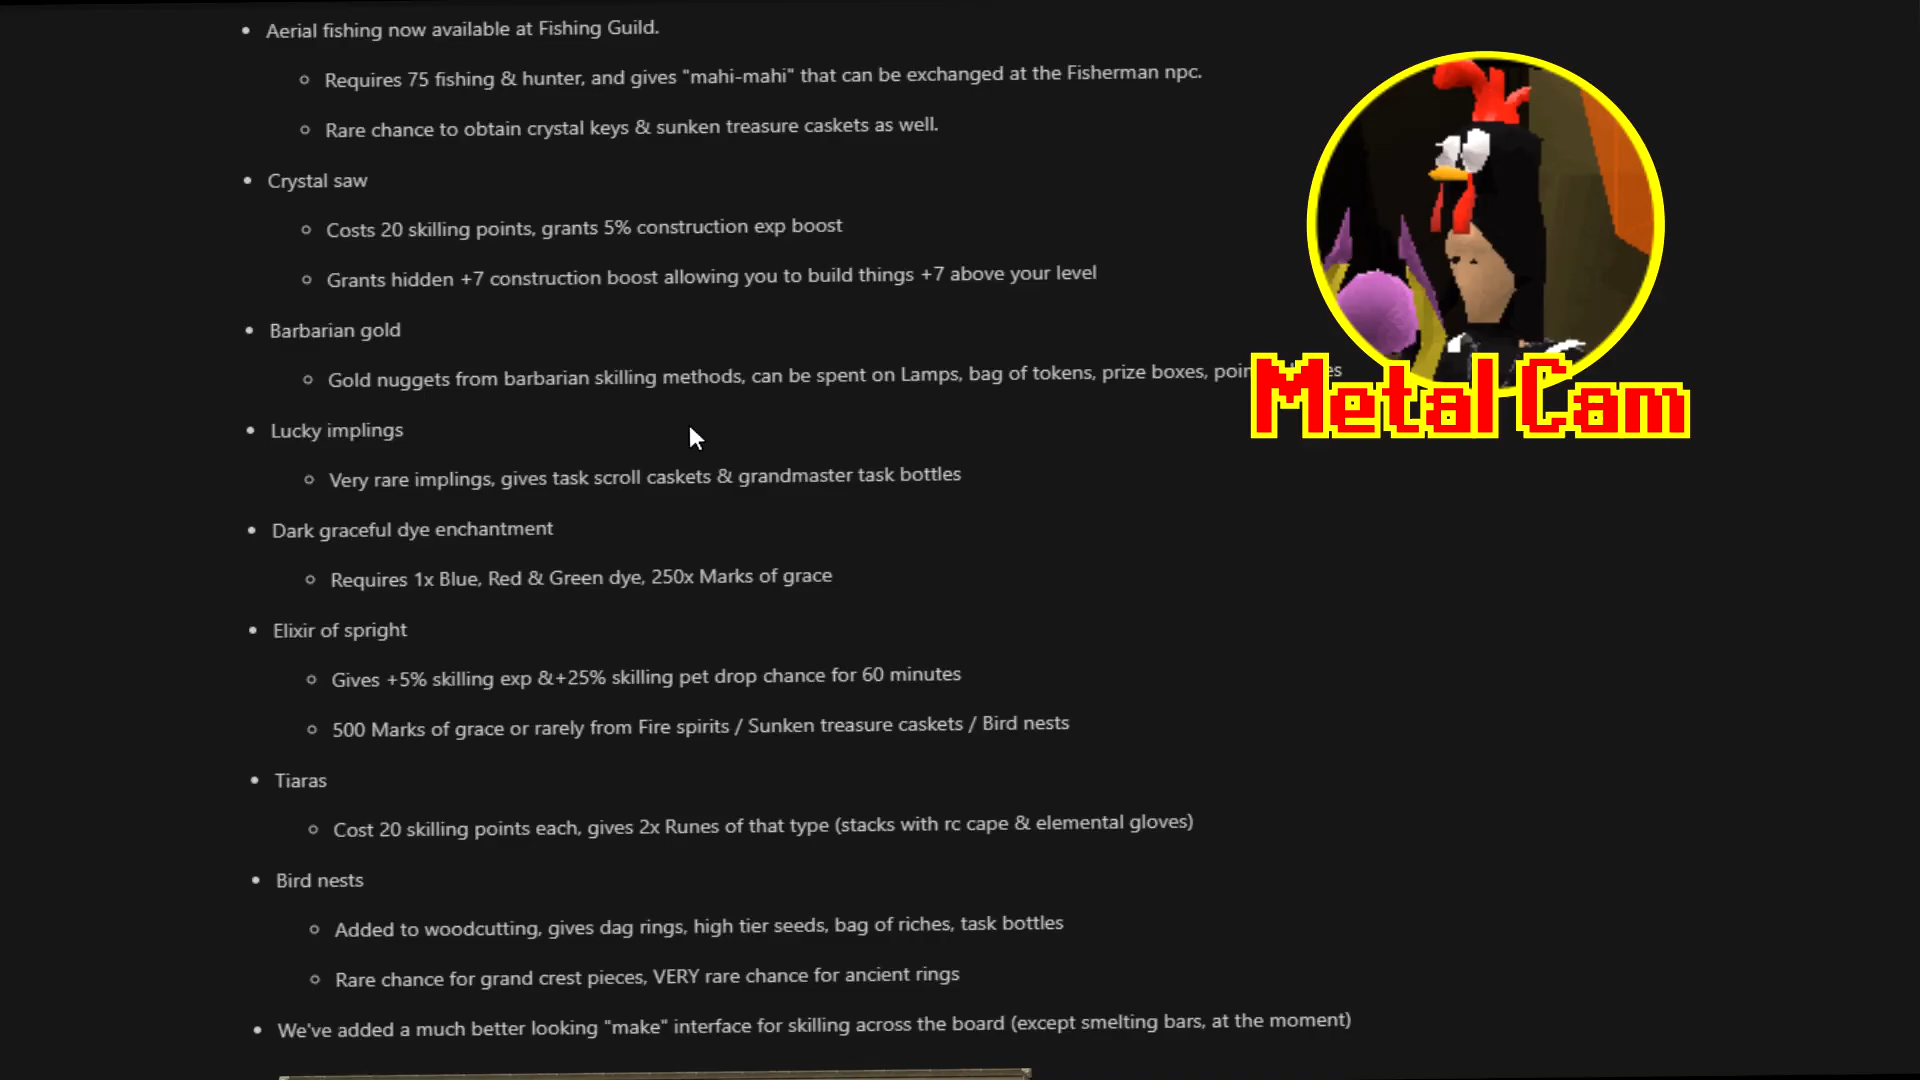 Aerial fishing now available at Fishing Guild.
Requires 75 fishing & hunter, and gives "mahi-mahi" that can be exchanged at the Fisherman npc.
Rare chance to obtain crystal keys & sunken treasure caskets as well.
Crystal saw
Costs 20 skilling points, grants 5% construction exp boost
Grants hidden +7 construction boost allowing you to build things +7 above your level
Barbarian gold
Gold nuggets from barbarian skilling methods, can be spent on Lamps, bag of tokens, prize boxes,
Metal Cam
Lucky implings
Very rare implings, gives task scroll caskets & grandmaster task bottles
Dark graceful dye enchantment
Requires 1x Blue, Red & Green dye, 250x Marks of grace
Elixir of spright
Gives +5% skilling exp &+25% skilling pet drop chance for 60 minutes
500 Marks of grace or rarely from Fire spirits / Sunken treasure caskets / Bird nests
Tiaras
Cost 20 skilling points each, gives 2x Runes of that type (stacks with rc cape & elemental gloves)
Bird nests
Added to woodcutting, gives dag rings, high tier seeds, bag of riches, task bottles
Rare chance for grand crest pieces, VERY rare chance for ancient rings
We've added a much better looking "make" interface for skilling across the board (except smelting bars, at the moment)